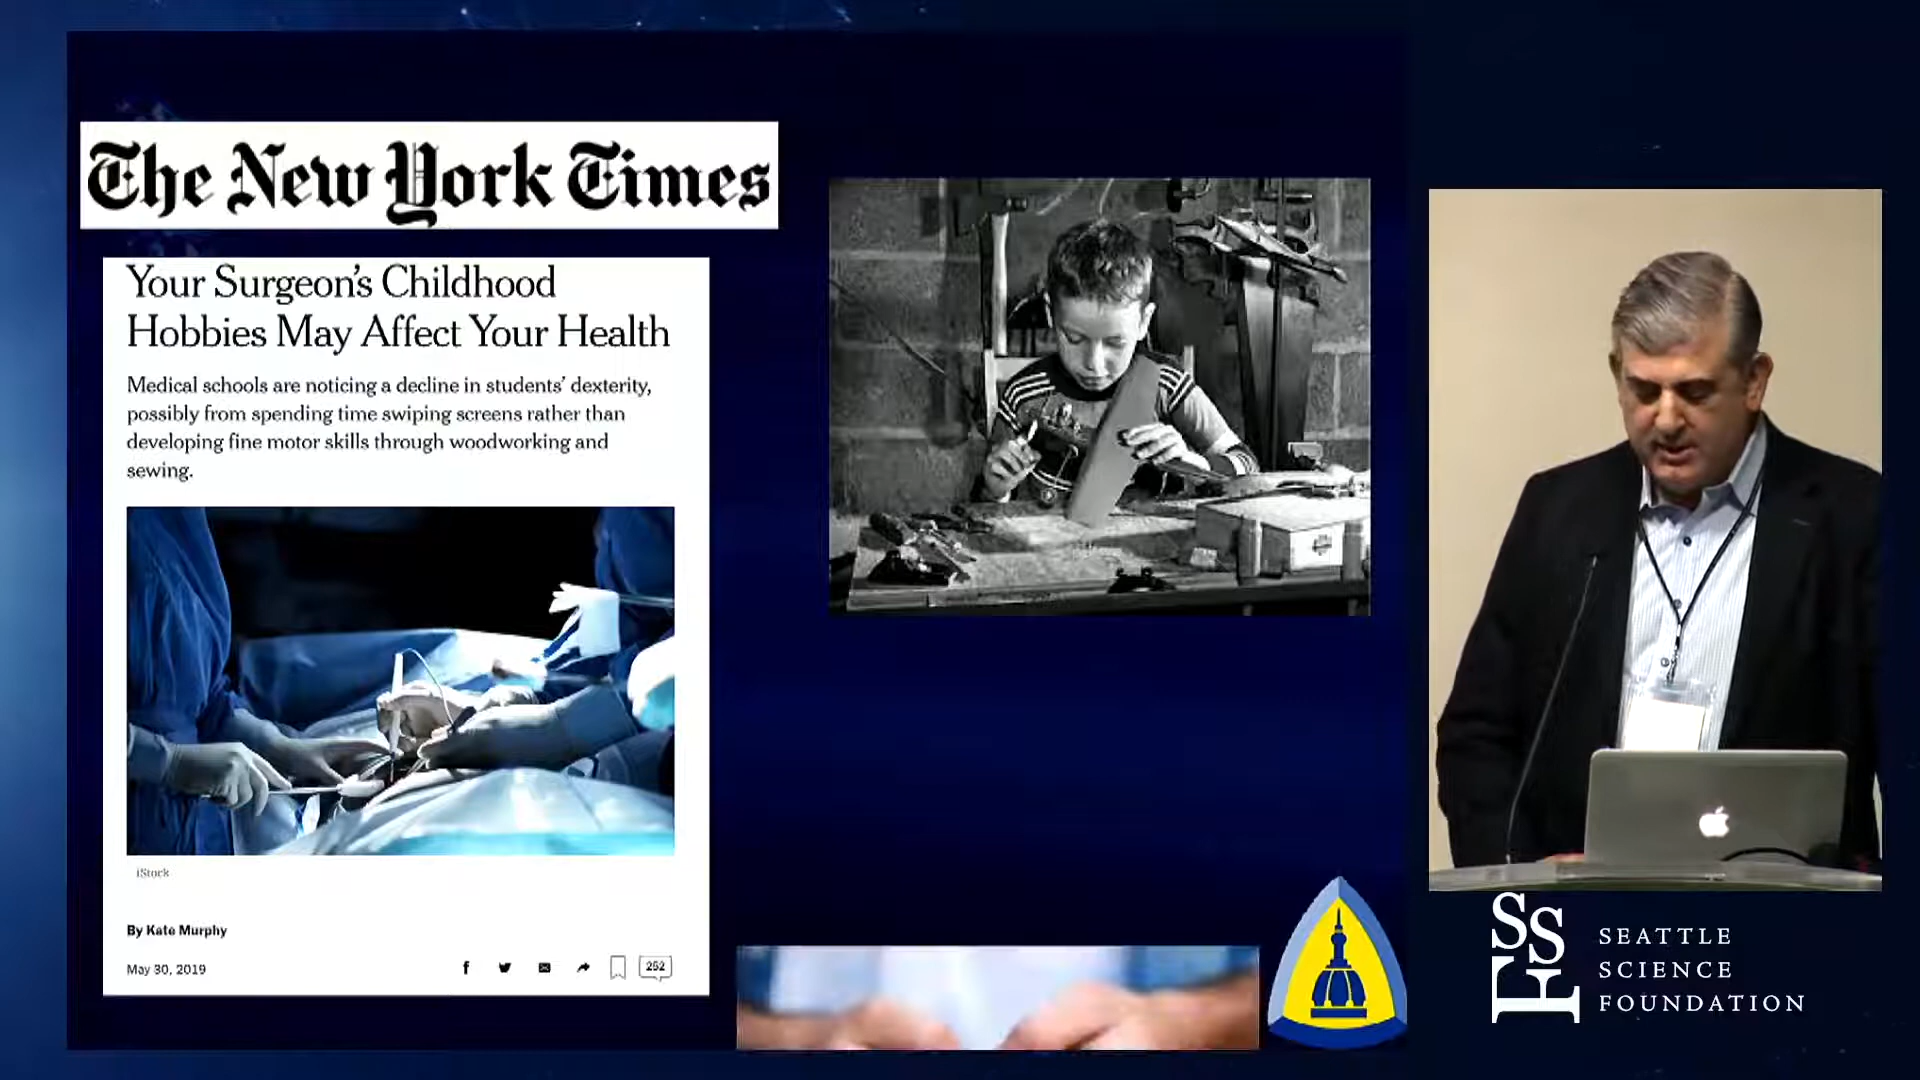 The New York Times
Your Surgeon's Childhood
Hobbies May Affect Your Health
Medical schools are noticing a decline in students' dexterity,
possibly from spending time swiping screens rather than
developing fine motor skills through woodworking and
sewing.
iStock
By Kate Murphy
May 30, 2019
252
SSF
SEATTLE
SCIENCE
FOUNDATION